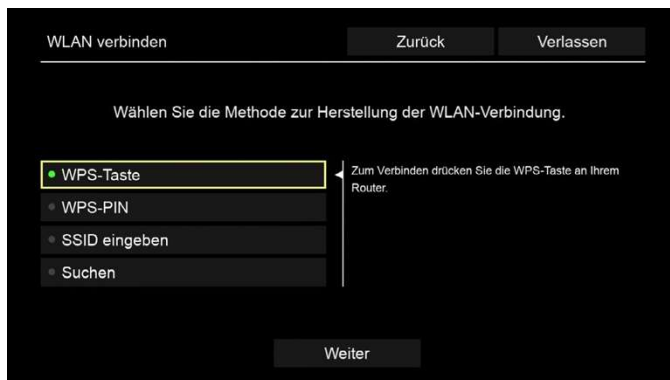 WLAN verbinden
Zurück
Verlassen
Wählen Sie die Methode zur Herstellung der WLAN-Verbindung.
WPS-Taste
WPS-PIN
SSID eingeben
Suchen
Zum Verbinden drücken Sie die WPS-Taste an Ihrem
Router.
Weiter